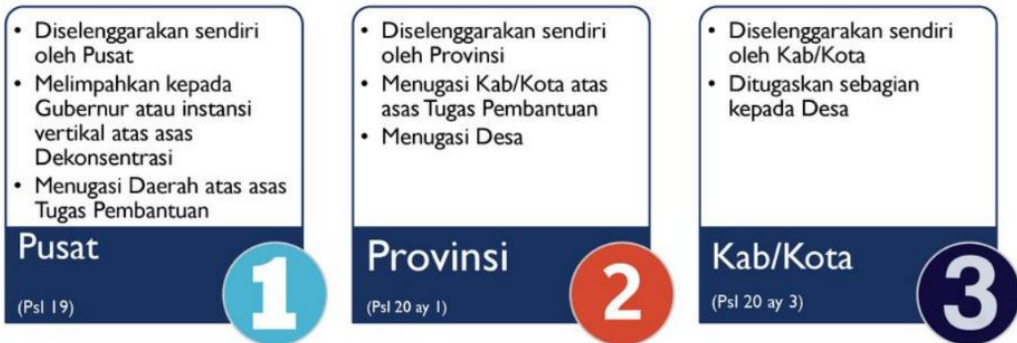 • Diselenggarakan sendiri
oleh Pusat
• Melimpahkan kepada
Gubernur atau instansi
vertikal atas asas
Dekonsentrasi
• Menugasi Daerah atas asas
Tugas Pembantuan
Pusat
(Psl 19)
1
• Diselenggarakan sendiri
oleh Provinsi
• Menugasi Kab/Kota atas
asas Tugas Pembantuan
• Menugasi Desa
Provinsi
(Psl 20 ay 1)
2
• Diselenggarakan sendiri
oleh Kab/Kota
• Ditugaskan sebagian
kepada Desa
Kab/Kota
(Psl 20 ay 3)
3